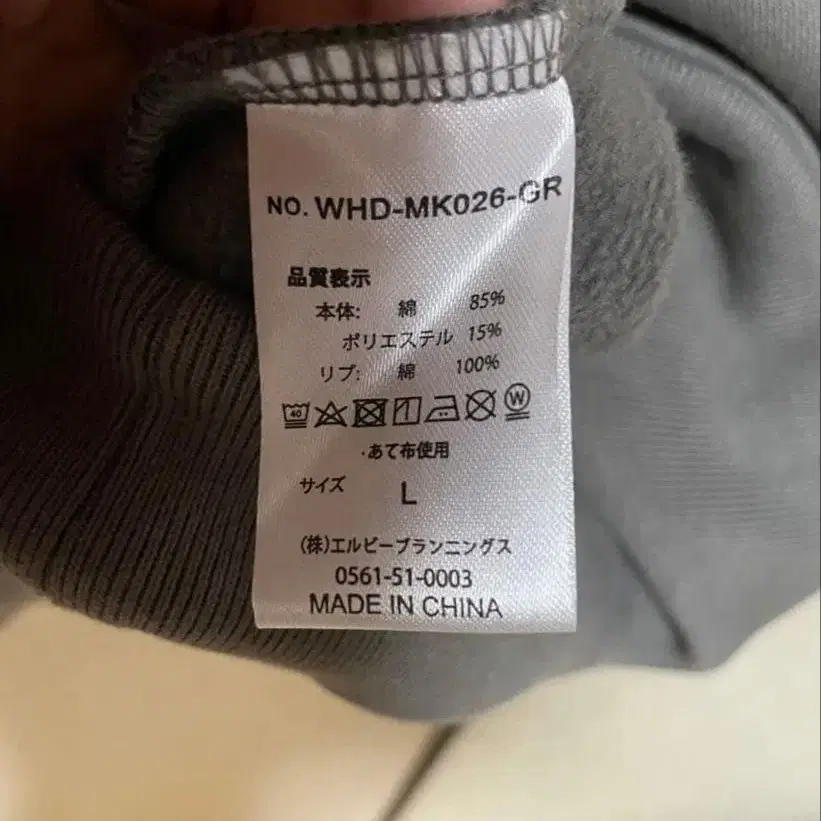 NO. WHD-MK026-GR
品質表示
本体: 綿 85%
ポリエステル 15%
リプ: 綿 100%
40 W
・あて布使用
サイズ L
(株)エルビープランニングス
0561-51-0003
MADE IN CHINA